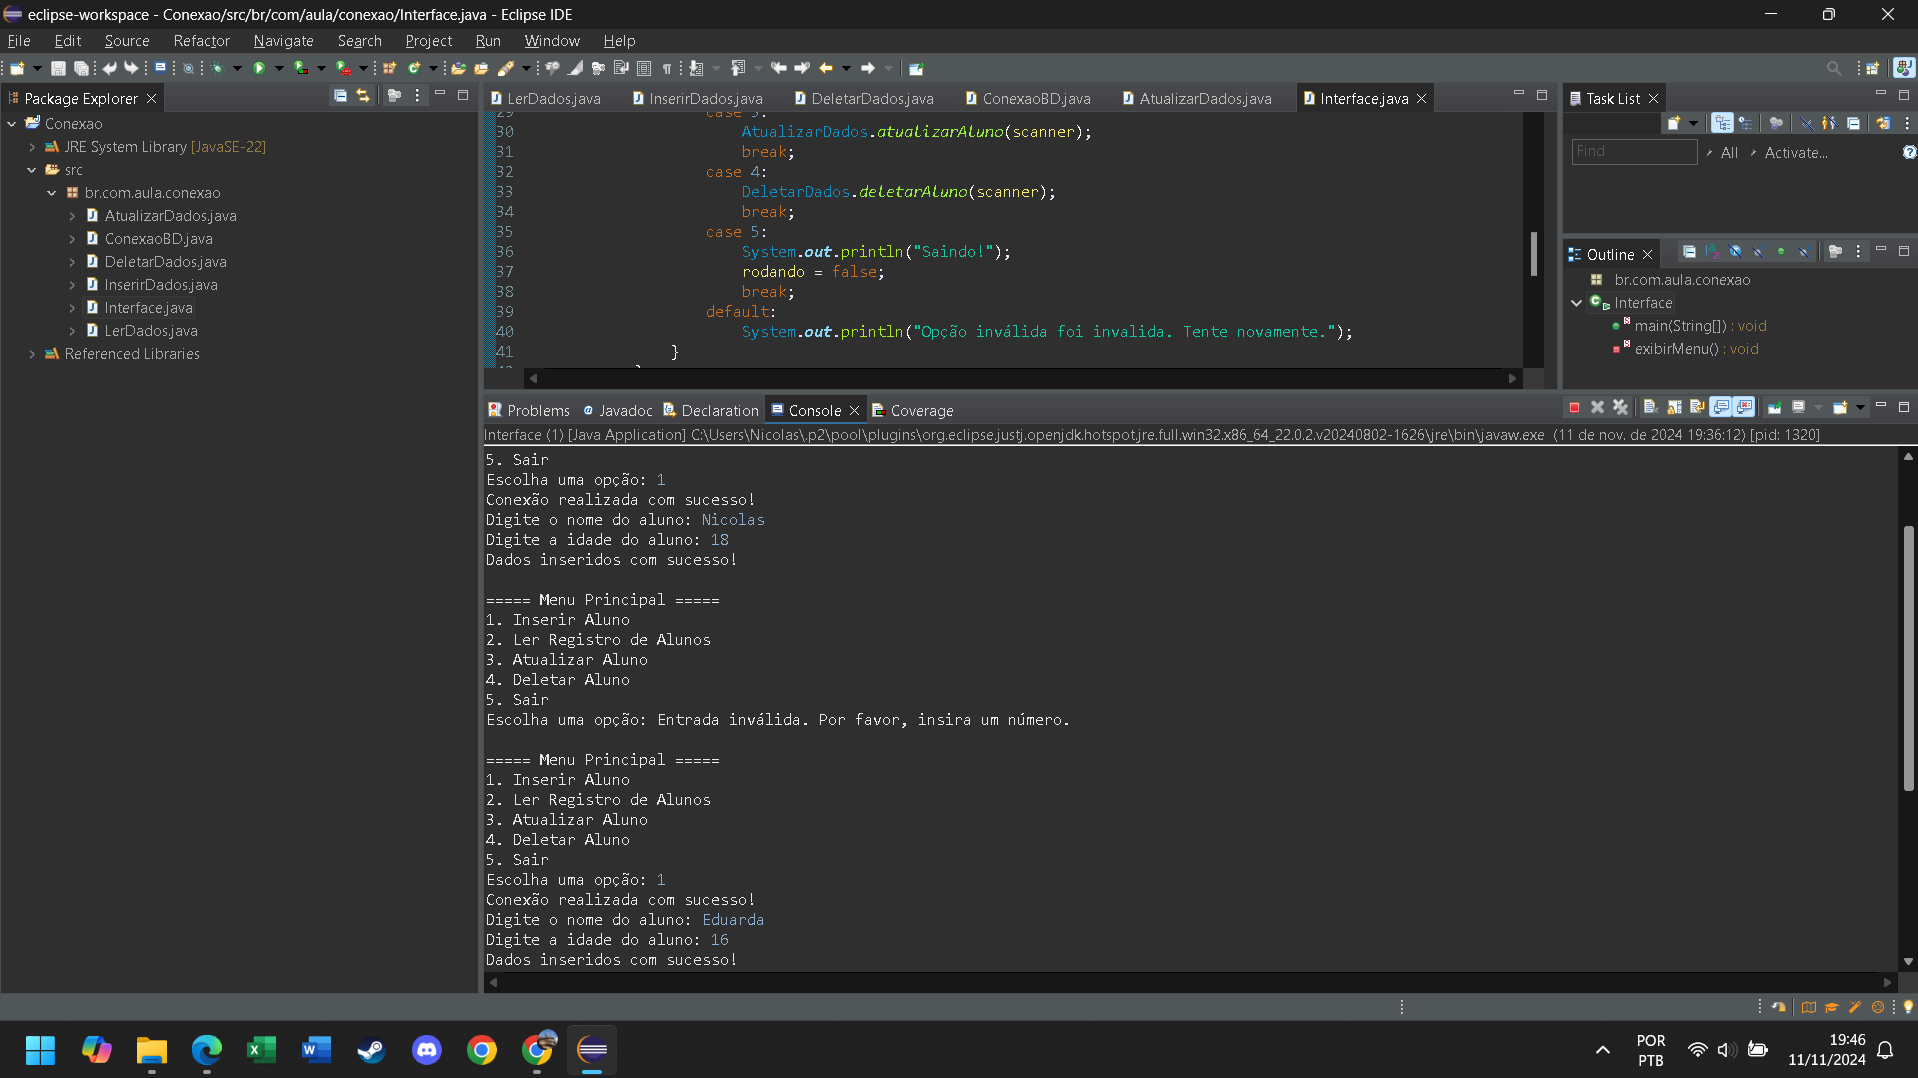 eclipse-workspace - Conexao/src/br/com/aula/conexao/Interface.java - Eclipse IDE
File Edit Source Refactor Navigate Search Project Run Window Help
Package Explorer
Conexao
JRE System Library [JavaSE-22]
src
br.com.aula.conexao
AtualizarDados.java
ConexaoBD.java
DeletarDados.java
InserirDados.java
Interface.java
LerDados.java
Referenced Libraries
LerDados.java InserirDados.java DeletarDados.java ConexaoBD.java AtualizarDados.java Interface.java
29 case 3:
30 AtualizarDados.atualizarAluno(scanner);
31 break;
32 case 4:
33 DeletarDados.deletarAluno(scanner);
34 break;
35 case 5:
36 System.out.println("Saindo!");
37 rodando = false;
38 break;
39 default:
40 System.out.println("Opção inválida foi invalida. Tente novamente.");
41 }
Task List
Find All Activate...
Outline
br.com.aula.conexao
Interface
main(String[]) : void
exibirMenu() : void
Problems Javadoc Declaration Console Coverage
Interface (1) [Java Application] C:\Users\Nicolas\.p2\pool\plugins\org.eclipse.justj.openjdk.hotspot.jre.full.win32.x86_64_22.0.2.v20240802-1626\jre\bin\javaw.exe (11 de nov. de 2024 19:36:12) [pid: 1320]
5. Sair
Escolha uma opção: 1
Conexão realizada com sucesso!
Digite o nome do aluno: Nicolas
Digite a idade do aluno: 18
Dados inseridos com sucesso!
===== Menu Principal =====
1. Inserir Aluno
2. Ler Registro de Alunos
3. Atualizar Aluno
4. Deletar Aluno
5. Sair
Escolha uma opção: Entrada inválida. Por favor, insira um número.
===== Menu Principal =====
1. Inserir Aluno
2. Ler Registro de Alunos
3. Atualizar Aluno
4. Deletar Aluno
5. Sair
Escolha uma opção: 1
Conexão realizada com sucesso!
Digite o nome do aluno: Eduarda
Digite a idade do aluno: 16
Dados inseridos com sucesso!
POR
PTB
19:46
11/11/2024